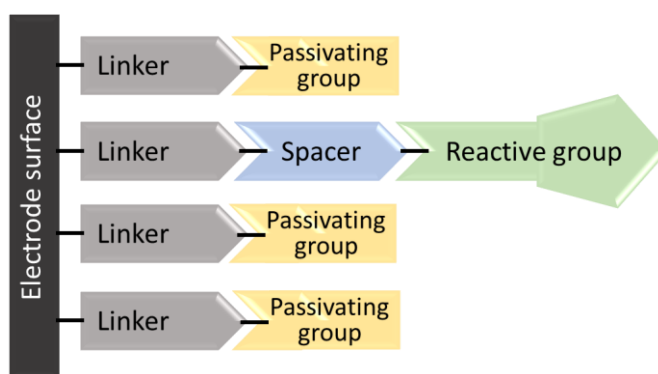 Electrode surface
Linker
Passivating
group
Linker
Spacer
Reactive group
Linker
Passivating
group
Linker
Passivating
group